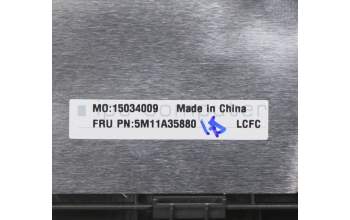 MO:15034009 Made in China
FRU PN:5M11A35880 LCFC